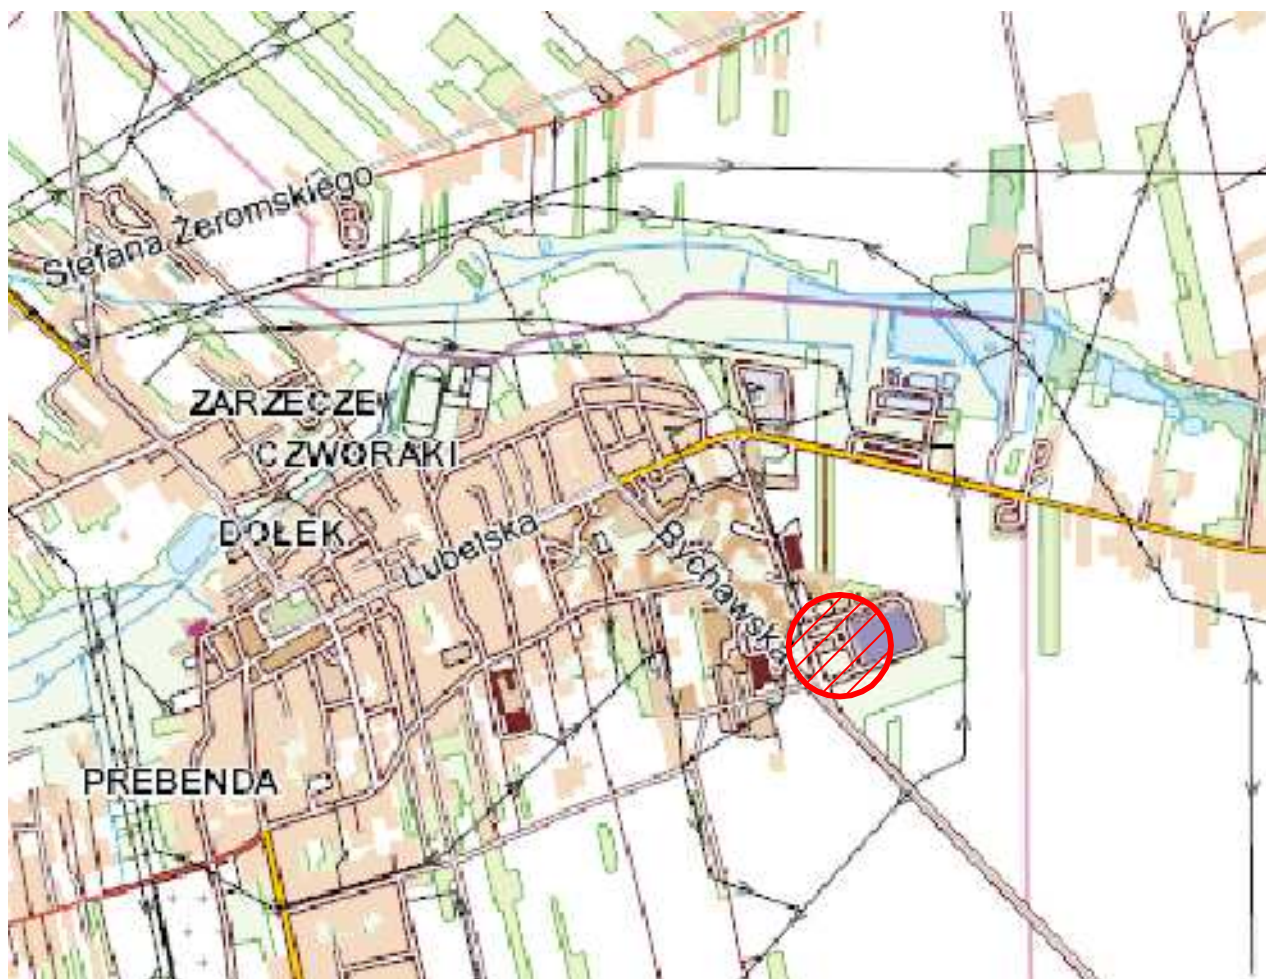 Stefana Żeromskiego
ZARZECZE
CZWORAKI
DOŁEK
Lubelska
Bychawska
PREBENDA